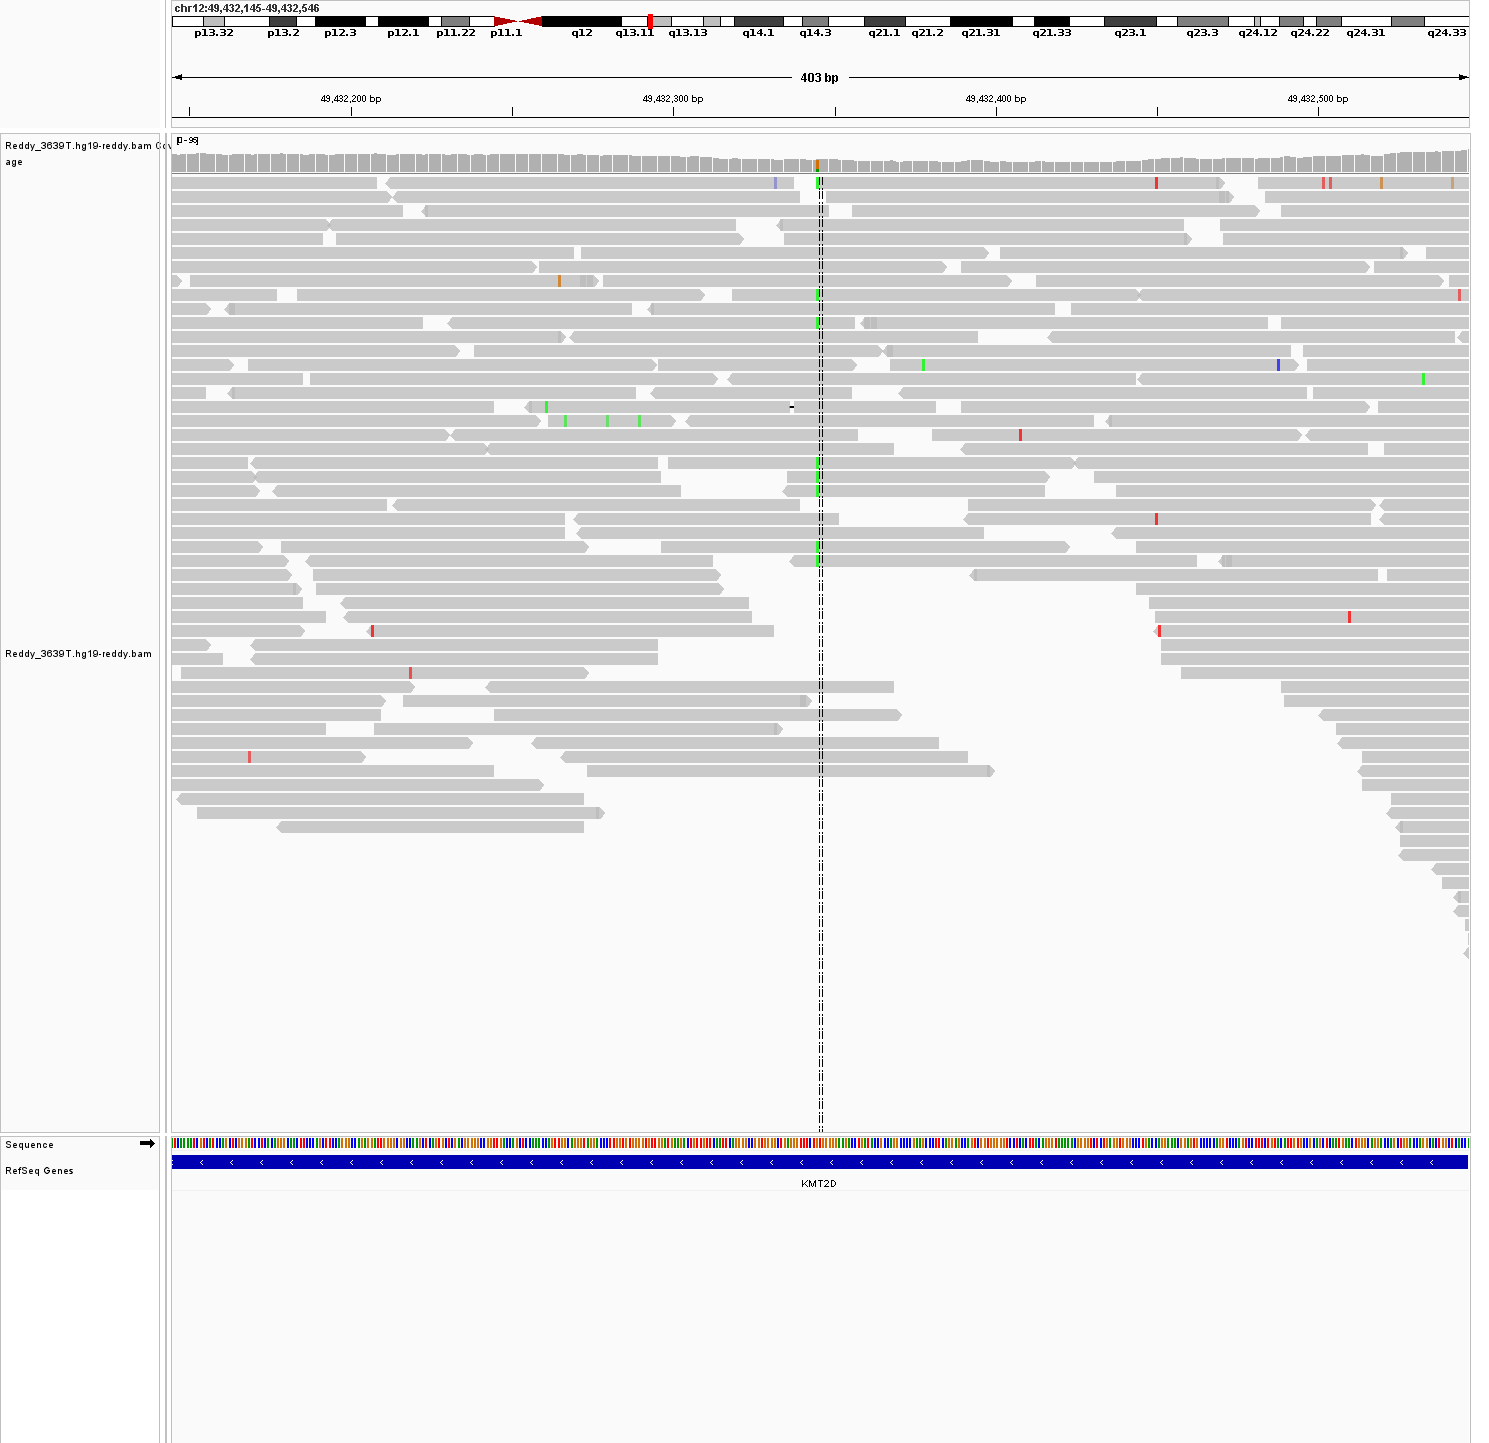 chr12:49,432,145-49,432,546
p13.32 p13.2 p12.3 p12.1 p11.22 p11.1 q12 q13.11 q13.13 q14.1 q14.3 q21.1 q21.2 q21.31 q21.33 q23.1 q23.3 q24.12 q24.22 q24.31 q24.33
403 bp
49,432,200 bp 49,432,300 bp 49,432,400 bp 49,432,500 bp
Reddy_3639T.hg19-reddy.bam Cov
age
Reddy_3639T.hg19-reddy.bam
Sequence
RefSeq Genes
KMT2D